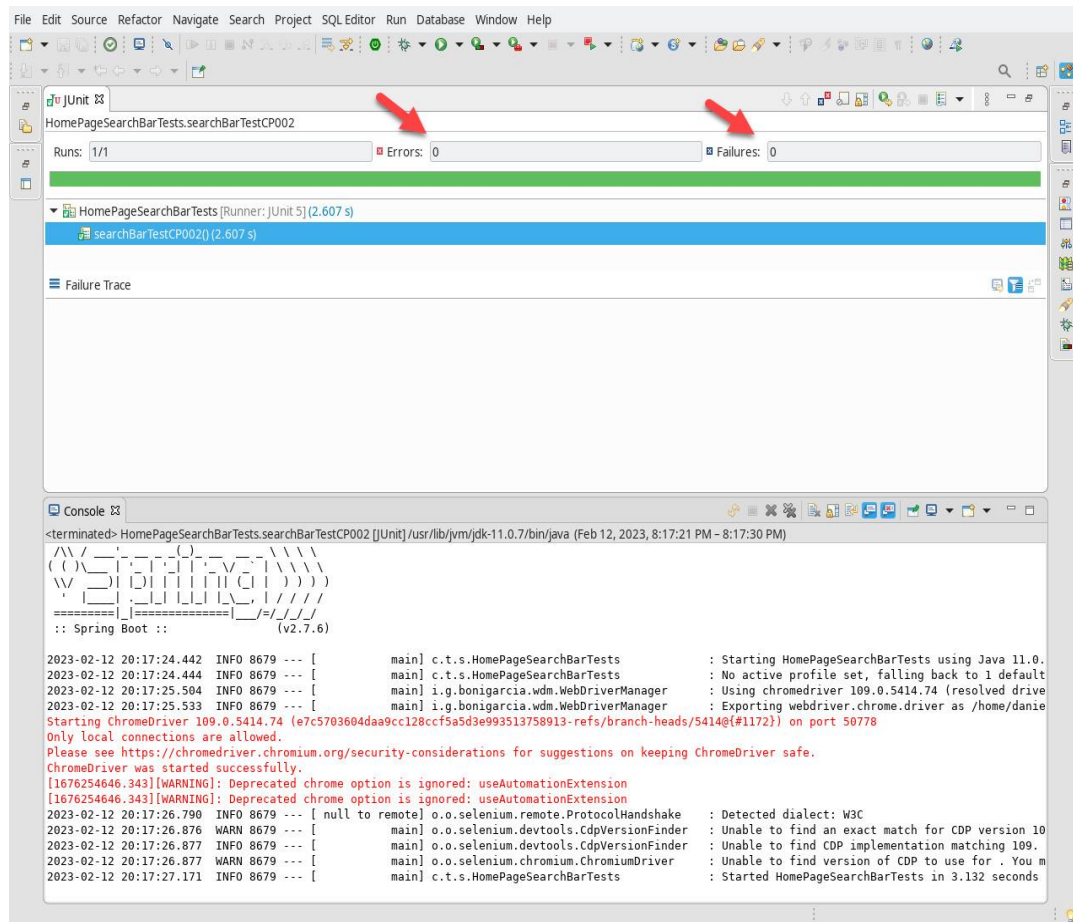 File Edit Source Refactor Navigate Search Project SQL Editor Run Database Window Help
JUnit
HomePageSearchBarTests.searchBarTestCP002
Runs: 1/1 Errors: 0 Failures: 0
HomePageSearchBarTests [Runner: JUnit 5] (2.607 s)
searchBarTestCP002() (2.607 s)
Failure Trace
Console
<terminated> HomePageSearchBarTests.searchBarTestCP002 [JUnit] /usr/lib/jvm/jdk-11.0.7/bin/java (Feb 12, 2023, 8:17:21 PM – 8:17:30 PM)
:: Spring Boot :: (v2.7.6)
2023-02-12 20:17:24.442 INFO 8679 --- [ main] c.t.s.HomePageSearchBarTests : Starting HomePageSearchBarTests using Java 11.0.
2023-02-12 20:17:24.444 INFO 8679 --- [ main] c.t.s.HomePageSearchBarTests : No active profile set, falling back to 1 default
2023-02-12 20:17:25.504 INFO 8679 --- [ main] i.g.bonigarcia.wdm.WebDriverManager : Using chromedriver 109.0.5414.74 (resolved drive
2023-02-12 20:17:25.533 INFO 8679 --- [ main] i.g.bonigarcia.wdm.WebDriverManager : Exporting webdriver.chrome.driver as /home/danie
Starting ChromeDriver 109.0.5414.74 (e7c5703604daa9cc128ccf5a5d3e993513758913-refs/branch-heads/5414@{#1172}) on port 50778
Only local connections are allowed.
Please see https://chromedriver.chromium.org/security-considerations for suggestions on keeping ChromeDriver safe.
ChromeDriver was started successfully.
[1676254646.343][WARNING]: Deprecated chrome option is ignored: useAutomationExtension
[1676254646.343][WARNING]: Deprecated chrome option is ignored: useAutomationExtension
2023-02-12 20:17:26.790 INFO 8679 --- [ null to remote] o.o.selenium.remote.ProtocolHandshake : Detected dialect: W3C
2023-02-12 20:17:26.876 WARN 8679 --- [ main] o.o.selenium.devtools.CdpVersionFinder : Unable to find an exact match for CDP version 10
2023-02-12 20:17:26.877 INFO 8679 --- [ main] o.o.selenium.devtools.CdpVersionFinder : Unable to find CDP implementation matching 109.
2023-02-12 20:17:26.877 WARN 8679 --- [ main] o.o.selenium.chromium.ChromiumDriver : Unable to find version of CDP to use for . You m
2023-02-12 20:17:27.171 INFO 8679 --- [ main] c.t.s.HomePageSearchBarTests : Started HomePageSearchBarTests in 3.132 seconds